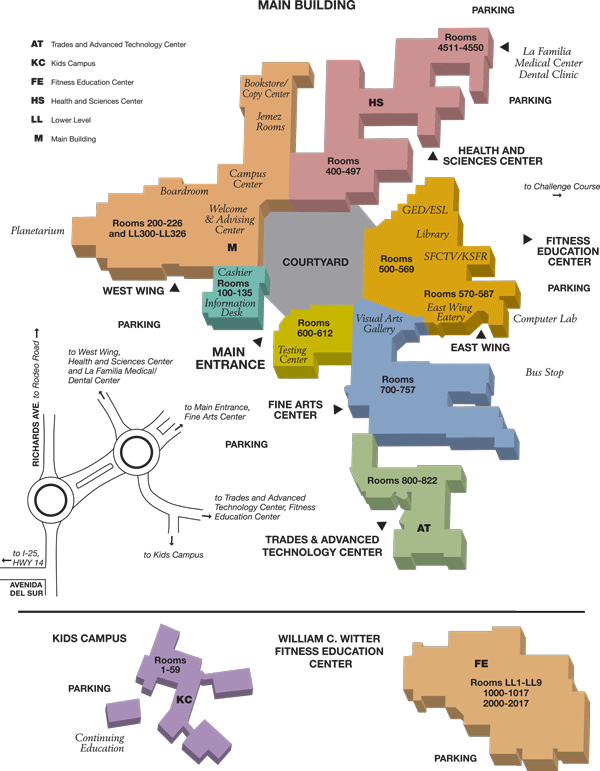 MAIN BUILDING
PARKING
AT Trades and Advanced Technology Center
KC Kids Campus
FE Fitness Education Center
HS Health and Sciences Center
LL Lower Level
M Main Building
Rooms
4511-4550
La Familia
Medical Center
Dental Clinic
Bookstore/
Copy Center
Jemez
Rooms
HS
PARKING
HEALTH AND
SCIENCES CENTER
Rooms
400-497
Campus
Center
Boardroom
to Challenge Course
GED/ESL
Planetarium
Rooms 200-226
and LL300-LL326
Welcome
& Advising
Center
M
Library
FITNESS
EDUCATION
CENTER
COURTYARD
Rooms
500-569
SFCTV/KSFR
WEST WING
Cashier
Rooms
100-135
Information
Desk
Rooms 570-587
PARKING
East Wing
Eatery
Computer Lab
PARKING
Rooms
600-612
Testing
Center
Visual Arts
Gallery
EAST WING
MAIN
ENTRANCE
RICHARDS AVE. to Rodeo Road
to West Wing,
Health and Sciences Center
and La Familia Medical/
Dental Center
Bus Stop
Rooms
700-757
FINE ARTS
CENTER
to Main Entrance,
Fine Arts Center
PARKING
Rooms 800-822
to Trades and Advanced
Technology Center, Fitness
Education Center
AT
TRADES & ADVANCED
TECHNOLOGY CENTER
to Kids Campus
to I-25,
HWY 14
AVENIDA
DEL SUR
KIDS CAMPUS
Rooms
1-59
KC
PARKING
Continuing
Education
WILLIAM C. WITTER
FITNESS EDUCATION
CENTER
PARKING
FE
Rooms LL1-LL9
1000-1017
2000-2017
PARKING